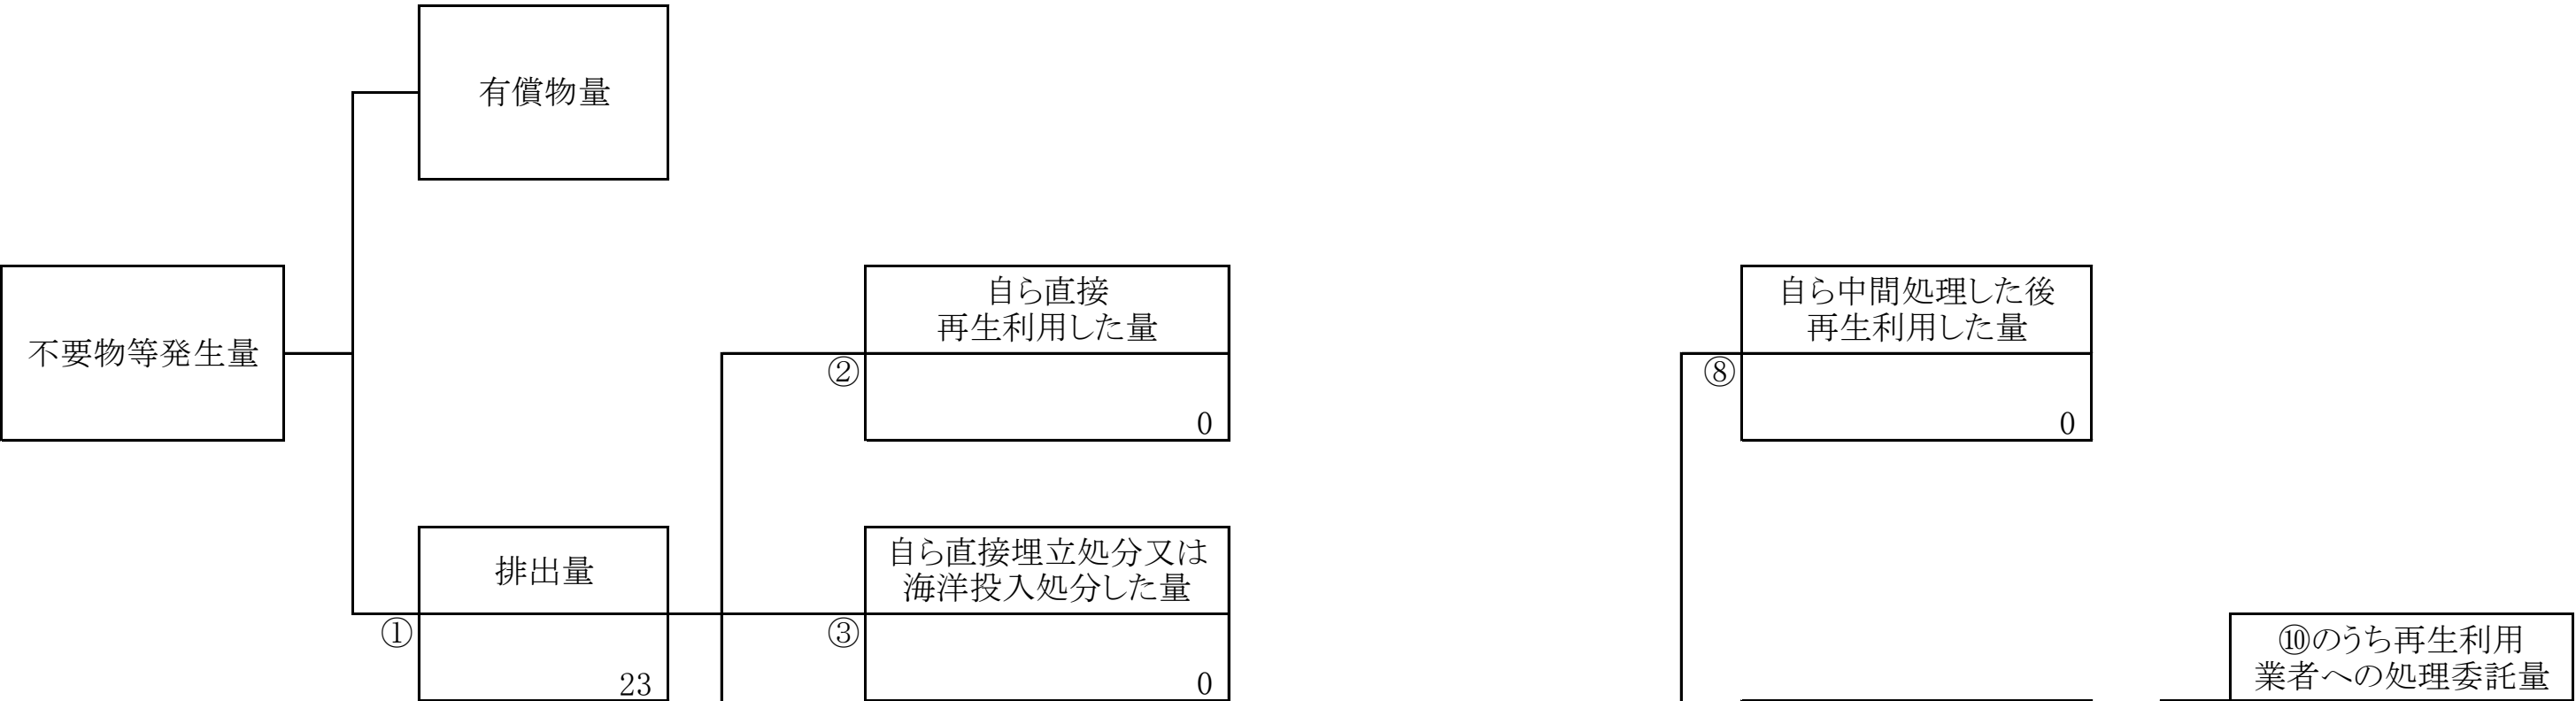 有償物量
不要物等発生量
自ら直接
再生利用した量
②
0
自ら中間処理した後
再生利用した量
⑧
0
排出量
①
23
自ら直接埋立処分又は
海洋投入処分した量
③
0
⑩のうち再生利用
業者への処理委託量